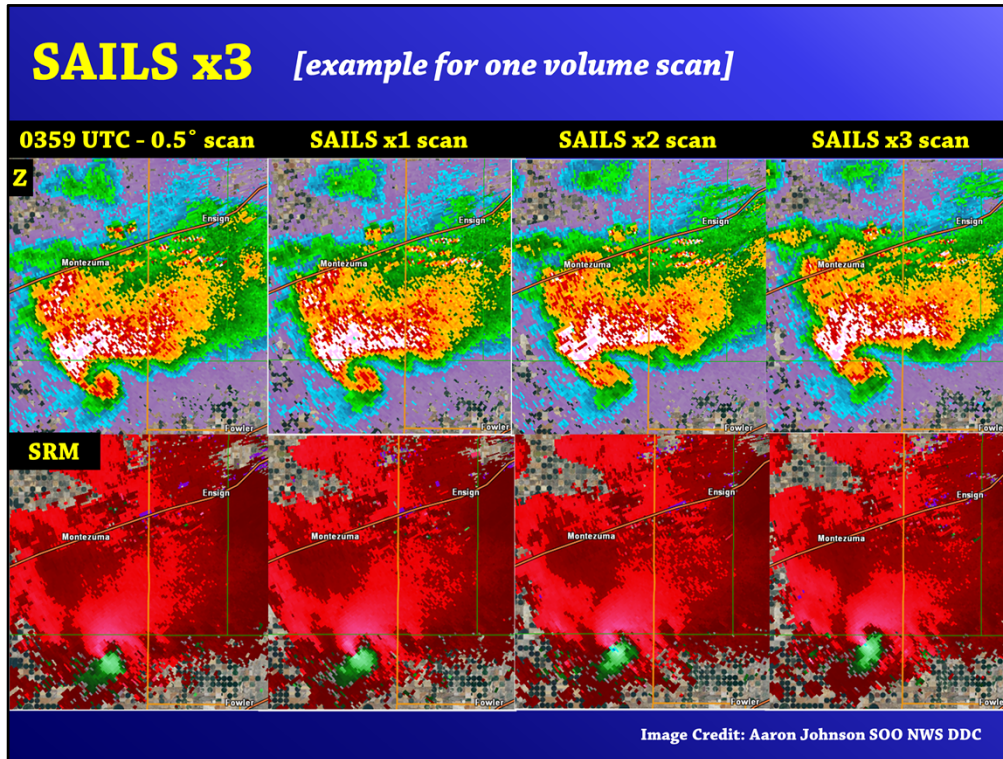 SAILS x3 [example for one volume scan]
0359 UTC - 0.5° scan SAILS x1 scan SAILS x2 scan SAILS x3 scan
Z
Ensign Ensign Ensign Ensign
Montezuma Montezuma Montezuma Montezuma
Fowler Fowler Fowler Fowler
SRM
Ensign Ensign Ensign Ensign
Montezuma Montezuma Montezuma Montezuma
Fowler Fowler Fowler Fowler
Image Credit: Aaron Johnson SOO NWS DDC